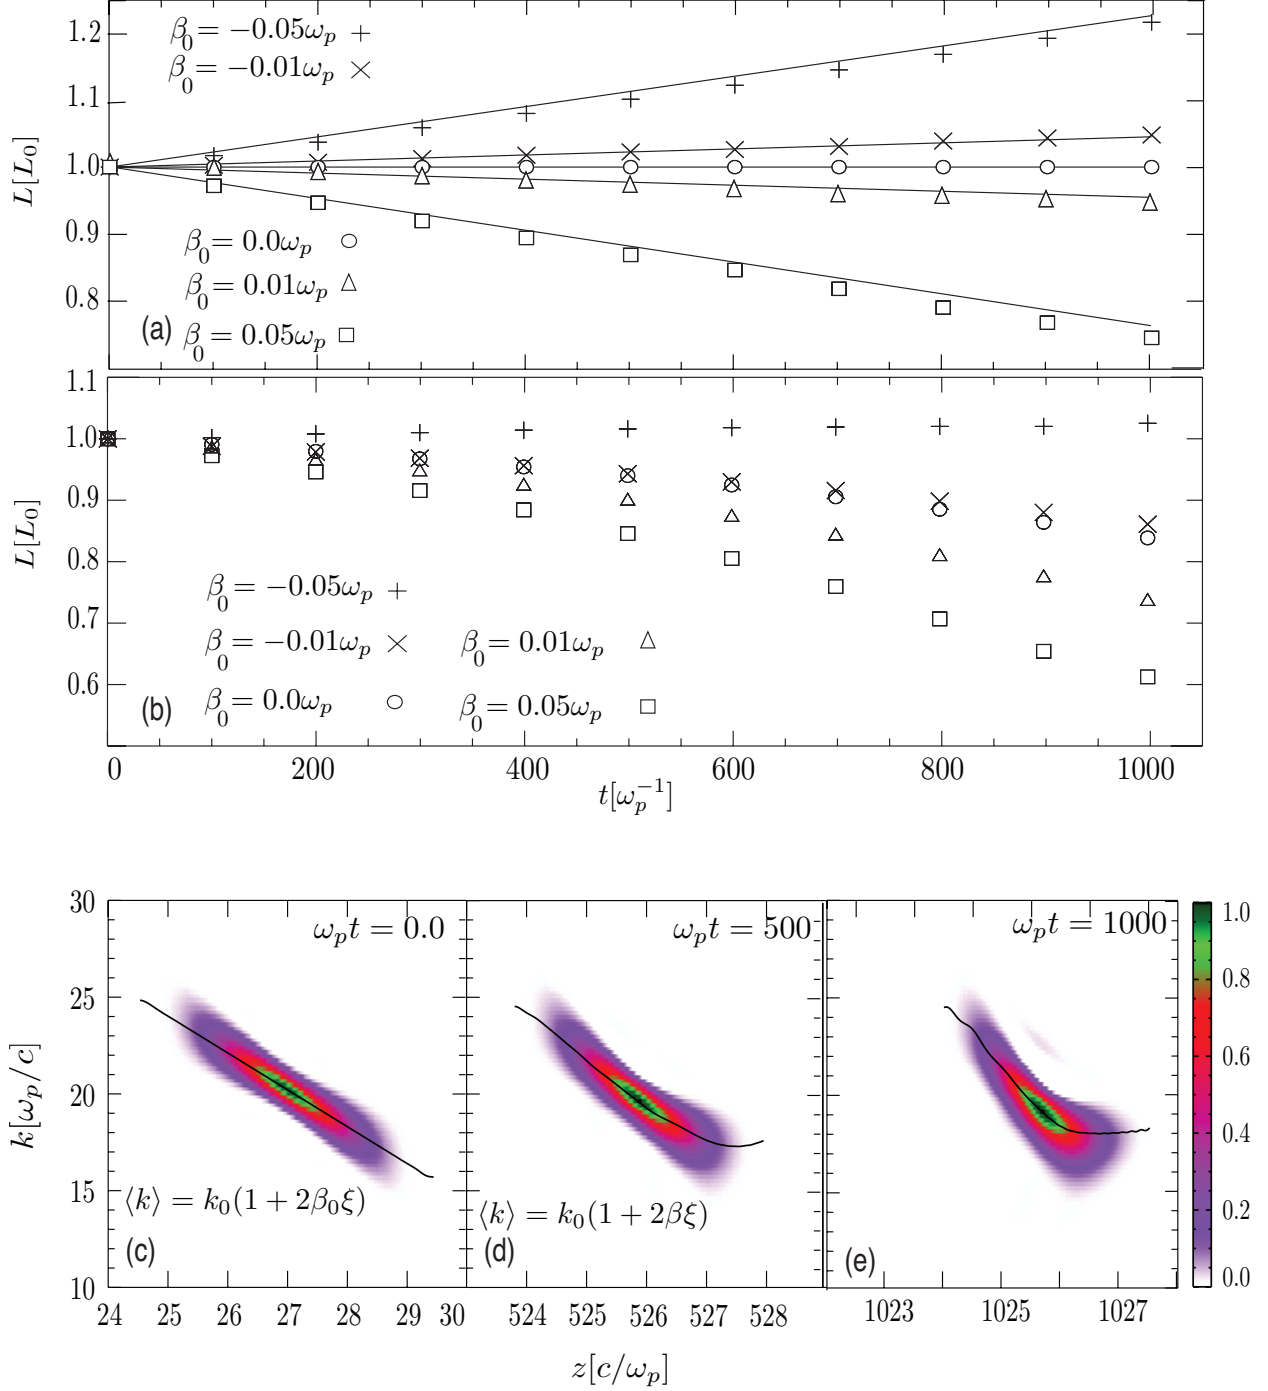 1.2
1.1
1.0
0.9
0.8
L[L₀]
β₀ = −0.05ωₚ +
β₀ = −0.01ωₚ ×
β₀ = 0.0ωₚ ○
β₀ = 0.01ωₚ △
(a) β₀ = 0.05ωₚ □
1.1
1.0
0.9
0.8
0.7
0.6
L[L₀]
β₀ = −0.05ωₚ +
β₀ = −0.01ωₚ × β₀ = 0.01ωₚ △
(b) β₀ = 0.0ωₚ ○ β₀ = 0.05ωₚ □
0 200 400 600 800 1000
t[ωₚ⁻¹]
30
25
20
15
10
k[ωₚ/c]
ωₚt = 0.0
⟨k⟩ = k₀(1 + 2β₀ξ)
(c)
ωₚt = 500
⟨k⟩ = k₀(1 + 2βξ)
(d)
ωₚt = 1000
(e)
1.0
0.8
0.6
0.4
0.2
0.0
24 25 26 27 28 29 30 524 525 526 527 528 1023 1025 1027
z[c/ωₚ]